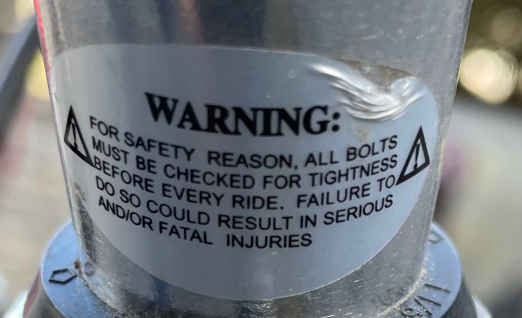 WARNING:
FOR SAFETY REASON, ALL BOLTS
MUST BE CHECKED FOR TIGHTNESS
BEFORE EVERY RIDE. FAILURE TO
DO SO COULD RESULT IN SERIOUS
AND/OR FATAL INJURIES